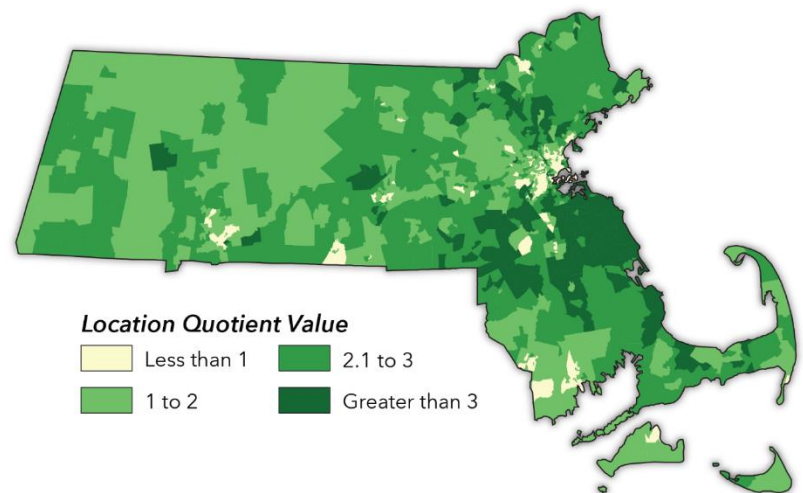 Location Quotient Value
Less than 1
2.1 to 3
1 to 2
Greater than 3